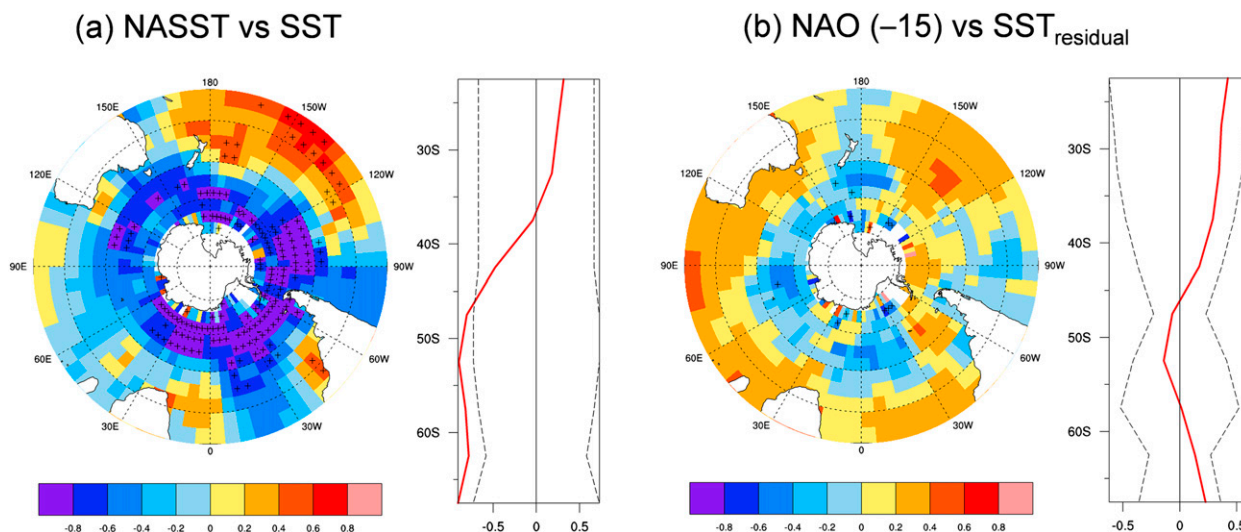 (a) NASST vs SST
(b) NAO (–15) vs SSTresidual
180
150E
150W
120E
120W
90E
90W
60E
60W
30E
30W
0
30S
40S
50S
60S
-0.5
0
0.5
-0.8
-0.6
-0.4
-0.2
0
0.2
0.4
0.6
0.8
180
150E
150W
120E
120W
90E
90W
60E
60W
30E
30W
0
30S
40S
50S
60S
-0.5
0
0.5
-0.8
-0.6
-0.4
-0.2
0
0.2
0.4
0.6
0.8